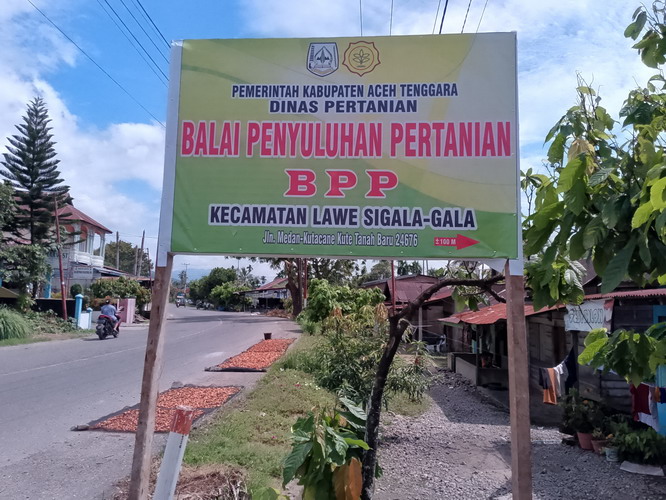 PEMERINTAH KABUPATEN ACEH TENGGARA
DINAS PERTANIAN
BALAI PENYULUHAN PERTANIAN
BPP
KECAMATAN LAWE SIGALA-GALA
Jln. Medan-Kutacane Kute Tanah Baru 24676
± 100 M